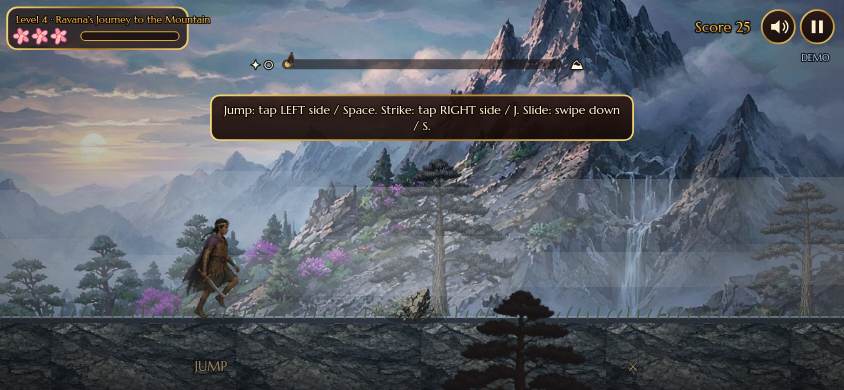 Level 4 · Ravana's Journey to the Mountain
Score 25
DEMO
Jump: tap LEFT side / Space. Strike: tap RIGHT side / J. Slide: swipe down
/ S.
JUMP